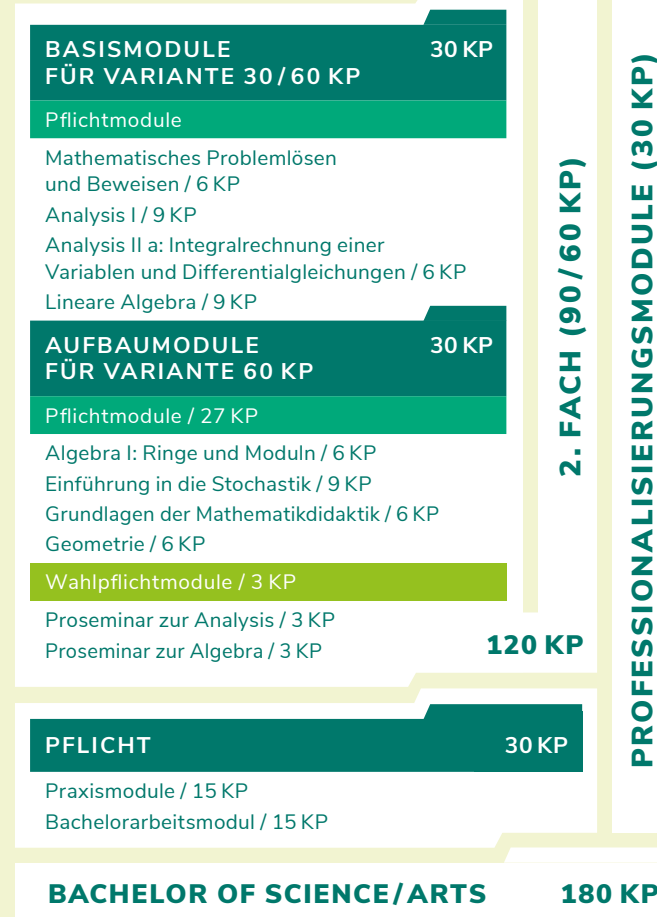 BASISMODULE 30 KP
FÜR VARIANTE 30/60 KP
Pflichtmodule
Mathematisches Problemlösen
und Beweisen / 6 KP
Analysis I / 9 KP
Analysis II a: Integralrechnung einer
Variablen und Differentialgleichungen / 6 KP
Lineare Algebra / 9 KP
AUFBAUMODULE 30 KP
FÜR VARIANTE 60 KP
Pflichtmodule / 27 KP
Algebra I: Ringe und Moduln / 6 KP
Einführung in die Stochastik / 9 KP
Grundlagen der Mathematikdidaktik / 6 KP
Geometrie / 6 KP
Wahlpflichtmodule / 3 KP
Proseminar zur Analysis / 3 KP
Proseminar zur Algebra / 3 KP
120 KP
2. FACH (90/60 KP)
PROFESSIONALISIERUNGSMODULE (30 KP)
PFLICHT 30 KP
Praxismodule / 15 KP
Bachelorarbeitsmodul / 15 KP
BACHELOR OF SCIENCE/ARTS 180 KP